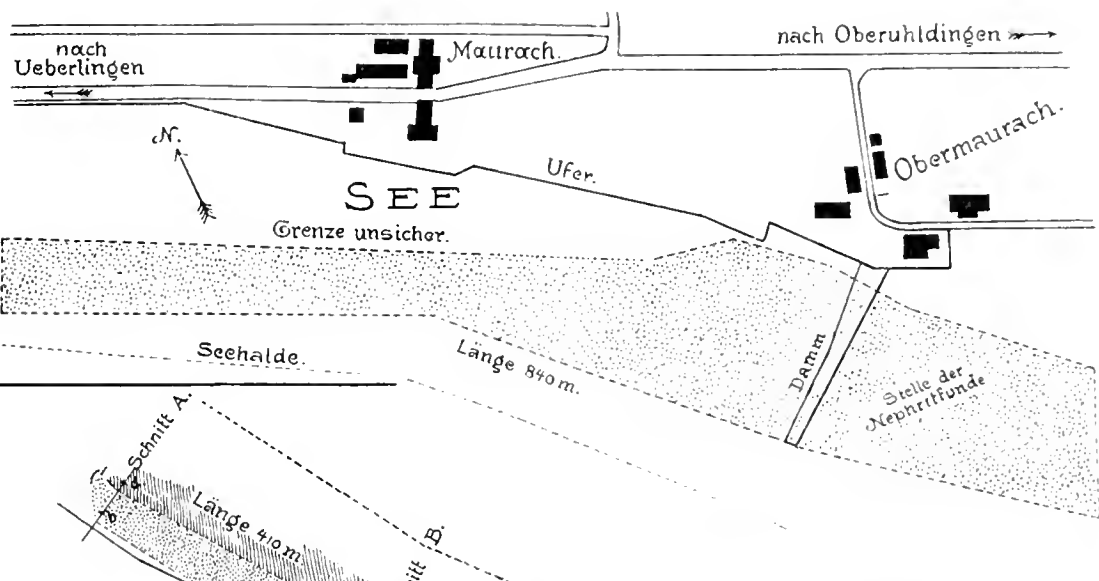 nach
Ueberlingen
Maurach.
nach Oberuhldingen
N.
Ufer.
Obermaurach.
SEE
Grenze unsicher.
Seehalde.
Länge 840 m.
Damm
Stelle der
Nephritfunde
Schnitt A.
Länge 410 m
B.